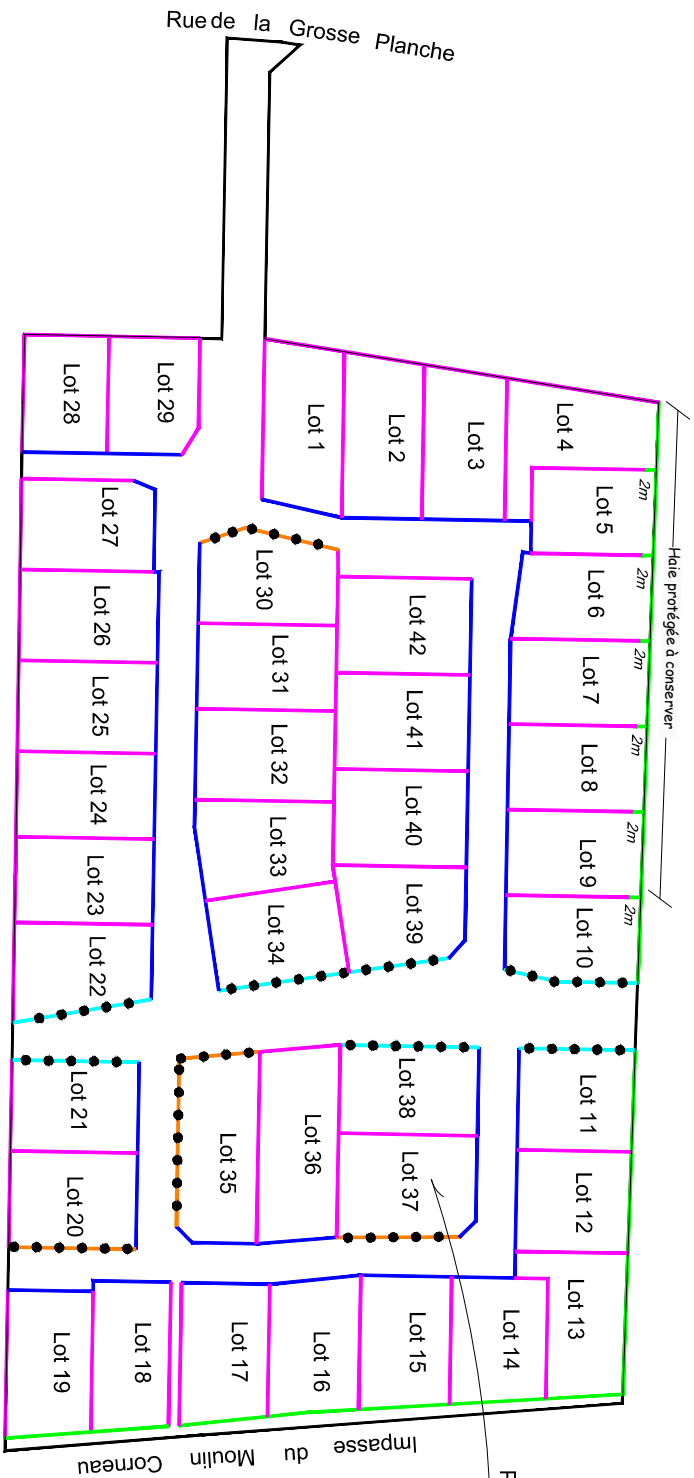 Rue de la Grosse Planche
Lot 28
Lot 29
Lot 1
Lot 2
Lot 3
Lot 4
Lot 5
2m
Haie protégée à conserver
Lot 27
Lot 30
Lot 42
Lot 6
2m
Lot 26
Lot 31
Lot 41
Lot 7
2m
Lot 25
Lot 32
Lot 40
Lot 8
2m
Lot 24
Lot 33
Lot 39
Lot 9
2m
Lot 23
Lot 34
Lot 10
2m
Lot 22
Lot 21
Lot 35
Lot 36
Lot 38
Lot 11
Lot 20
Lot 37
Lot 12
Lot 19
Lot 18
Lot 17
Lot 16
Lot 15
Lot 14
Lot 13
Impasse du Moulin Corneau